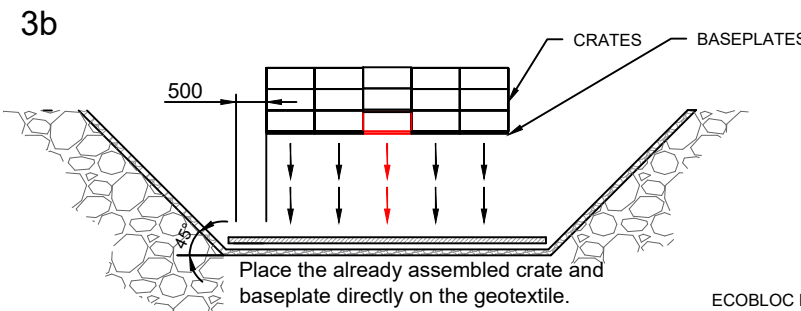 3b
CRATES
BASEPLATES
500
45°
Place the already assembled crate and
baseplate directly on the geotextile.
ECOBLOC